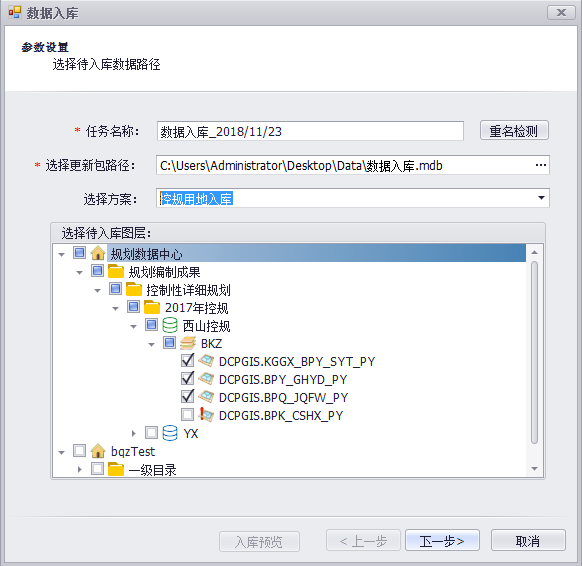 数据入库
参数设置
选择待入库数据路径
* 任务名称： 数据入库_2018/11/23 重名检测
* 选择更新包路径： C:\Users\Administrator\Desktop\Data\数据入库.mdb ...
选择方案： 控规用地入库
选择待入库图层：
规划数据中心
规划编制成果
控制性详细规划
2017年控规
西山控规
BKZ
DCPGIS.KGGX_BPY_SYT_PY
DCPGIS.BPY_GHYD_PY
DCPGIS.BPQ_JQFW_PY
DCPGIS.BPK_CSHX_PY
YX
bqzTest
一级目录
入库预览 < 上一步 下一步> 取消